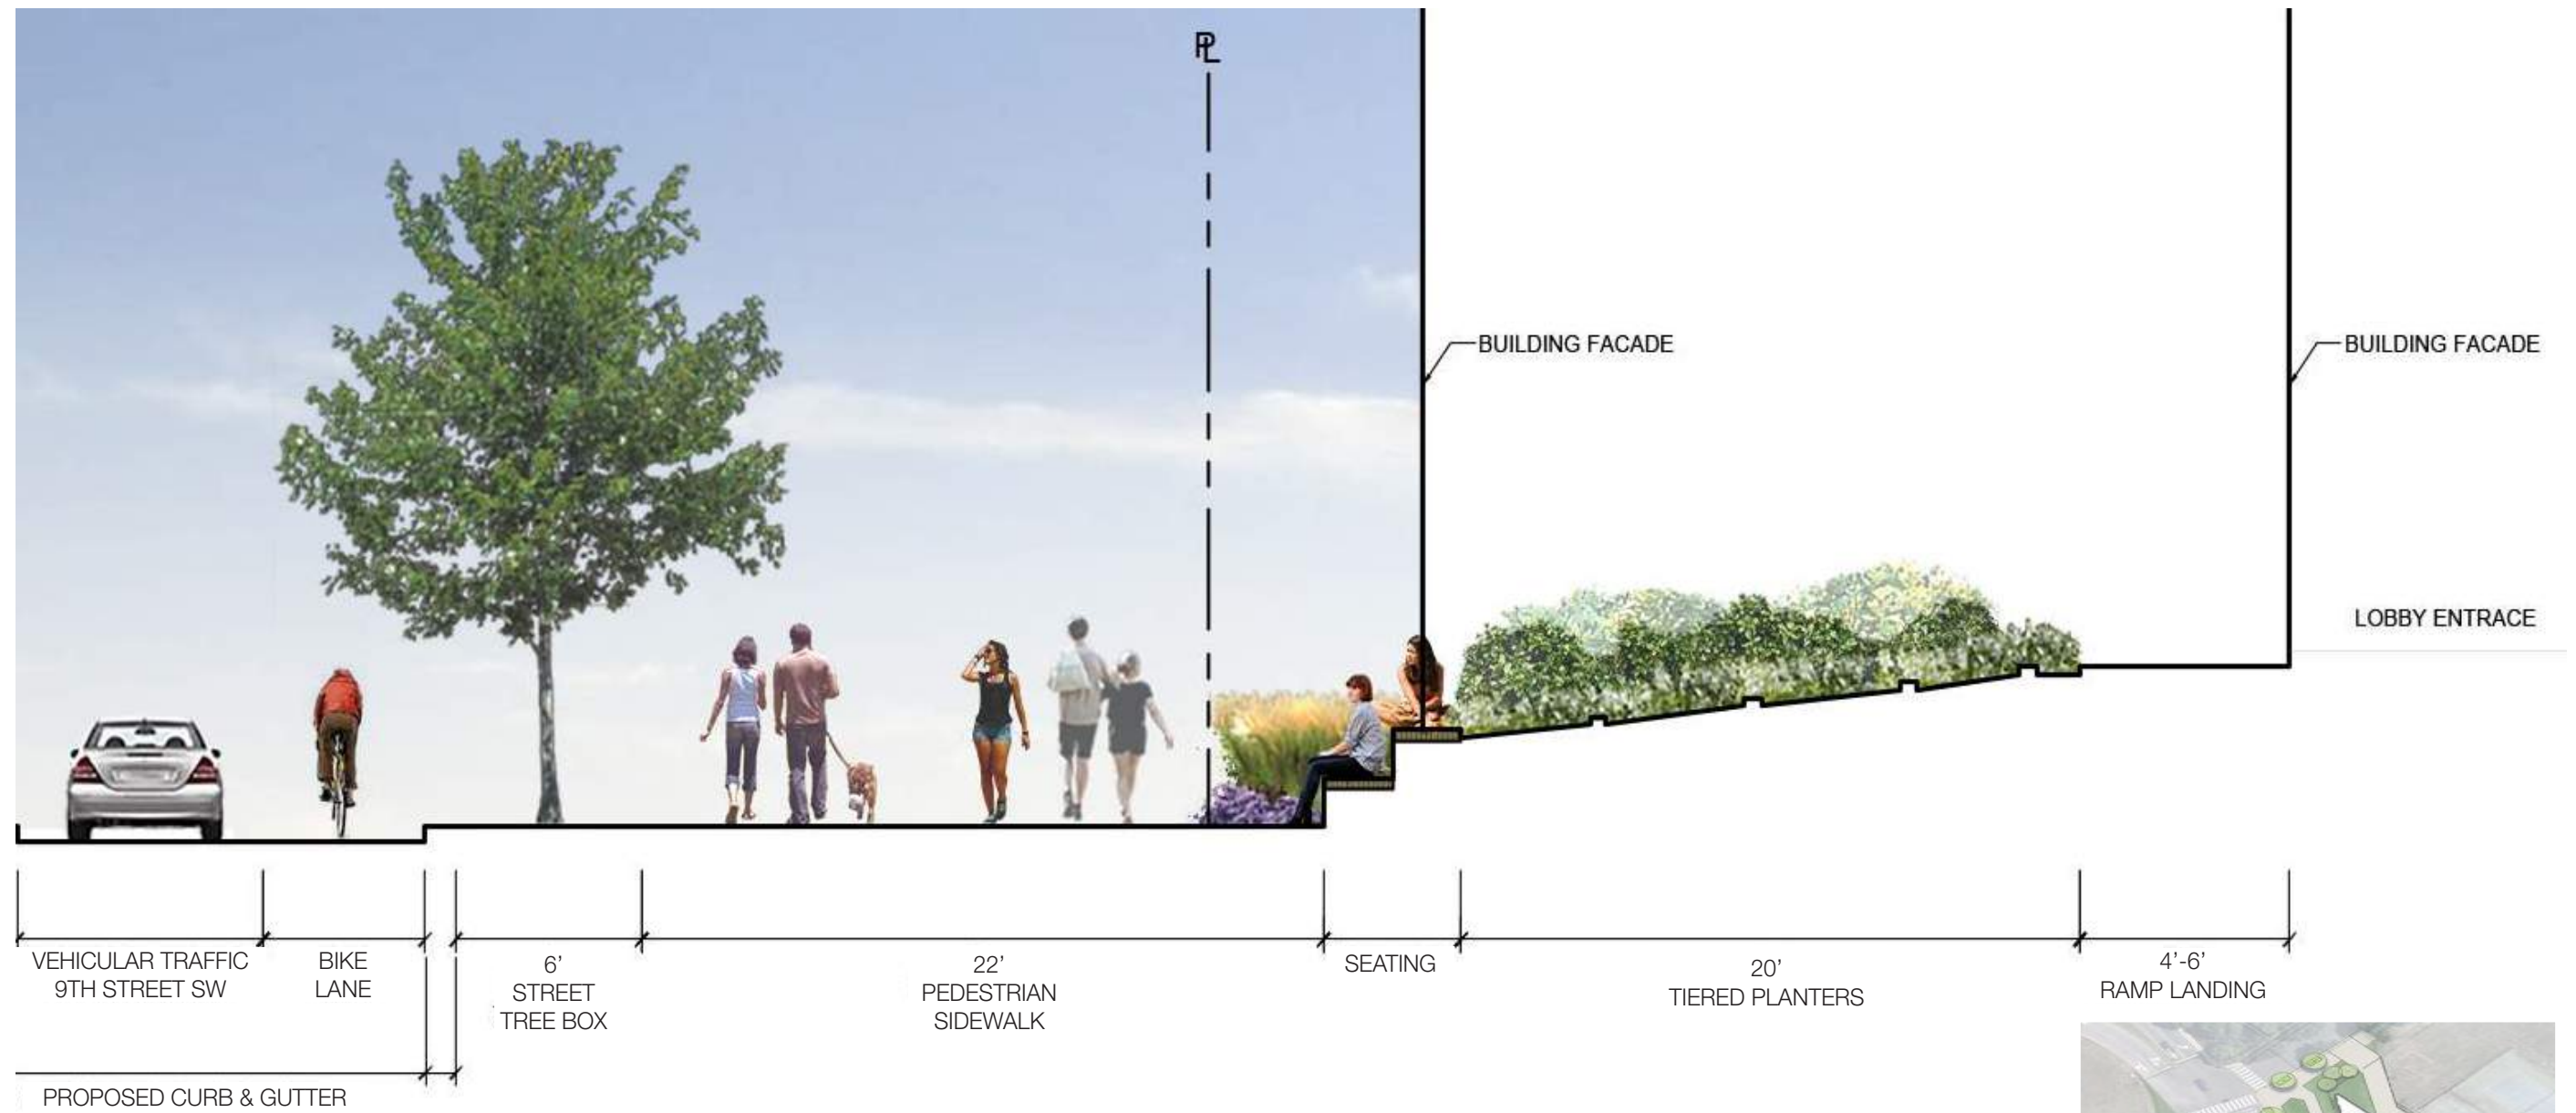 PL
BUILDING FACADE
BUILDING FACADE
LOBBY ENTRACE
VEHICULAR TRAFFIC
9TH STREET SW
BIKE
LANE
6’
STREET
TREE BOX
22’
PEDESTRIAN
SIDEWALK
SEATING
20’
TIERED PLANTERS
4’-6’
RAMP LANDING
PROPOSED CURB & GUTTER